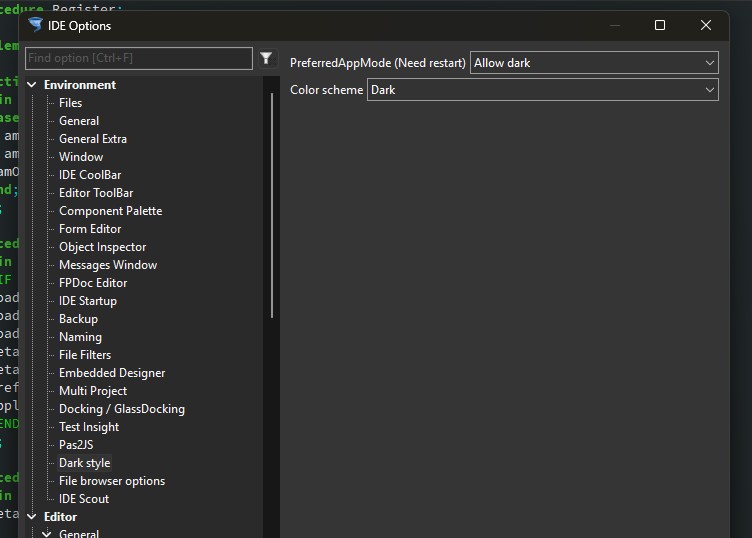 cedure Register;
IDE Options
Find option [Ctrl+F]
PreferredAppMode (Need restart) Allow dark
Color scheme Dark
Environment
Files
General
General Extra
Window
IDE CoolBar
Editor ToolBar
Component Palette
Form Editor
Object Inspector
Messages Window
FPDoc Editor
IDE Startup
Backup
Naming
File Filters
Embedded Designer
Multi Project
Docking / GlassDocking
Test Insight
Pas2JS
Dark style
File browser options
IDE Scout
Editor
General